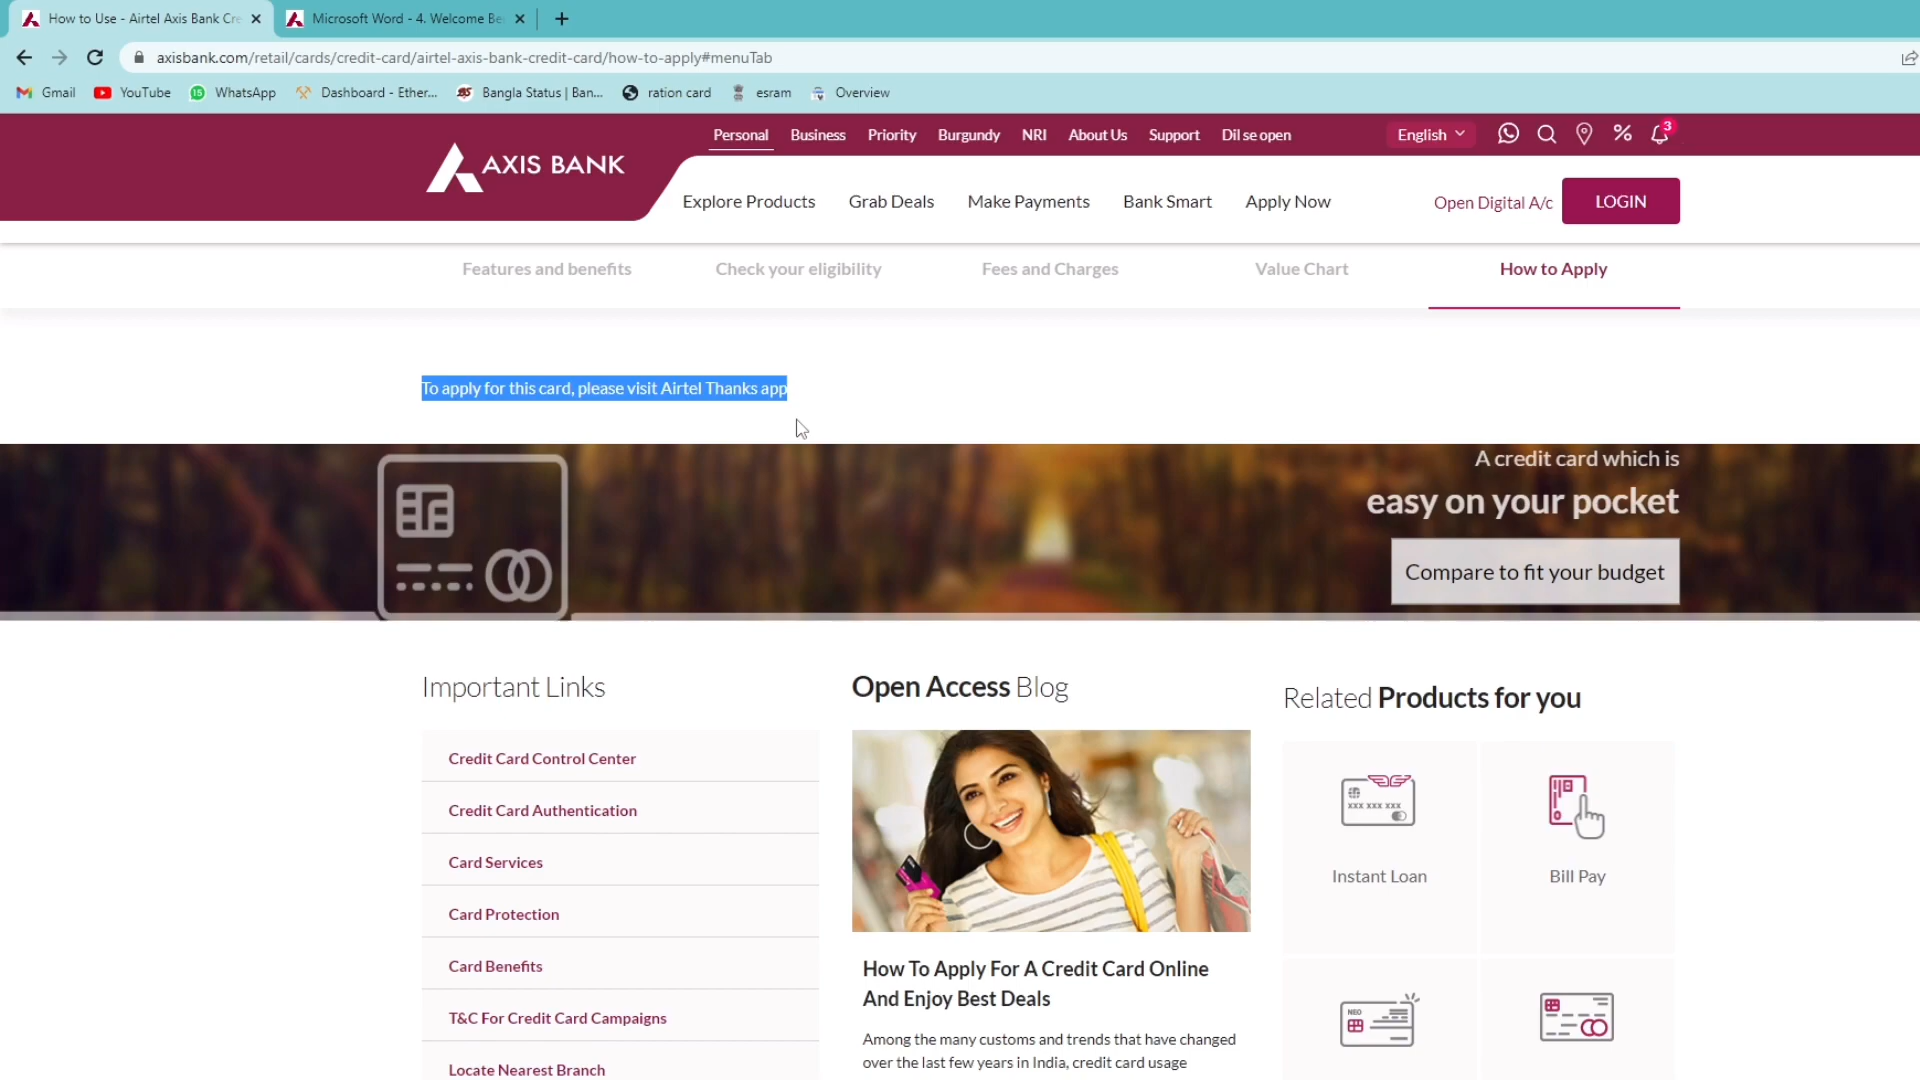 How to Use - Airtel Axis Bank Cre
Microsoft Word - 4. Welcome Be
axisbank.com/retail/cards/credit-card/airtel-axis-bank-credit-card/how-to-apply#menuTab
Gmail
YouTube
WhatsApp
Dashboard - Ether...
Bangla Status | Ban...
ration card
esram
Overview
Personal
Business
Priority
Burgundy
NRI
About Us
Support
Dil se open
English
3
AXIS BANK
Explore Products
Grab Deals
Make Payments
Bank Smart
Apply Now
Open Digital A/c
LOGIN
Features and benefits
Check your eligibility
Fees and Charges
Value Chart
How to Apply
To apply for this card, please visit Airtel Thanks app
A credit card which is
easy on your pocket
Compare to fit your budget
Important Links
Credit Card Control Center
Credit Card Authentication
Card Services
Card Protection
Card Benefits
T&C For Credit Card Campaigns
Locate Nearest Branch
Open Access Blog
How To Apply For A Credit Card Online
And Enjoy Best Deals
Among the many customs and trends that have changed
over the last few years in India, credit card usage
Related Products for you
XXX XXX XXX
Instant Loan
Bill Pay
NEO